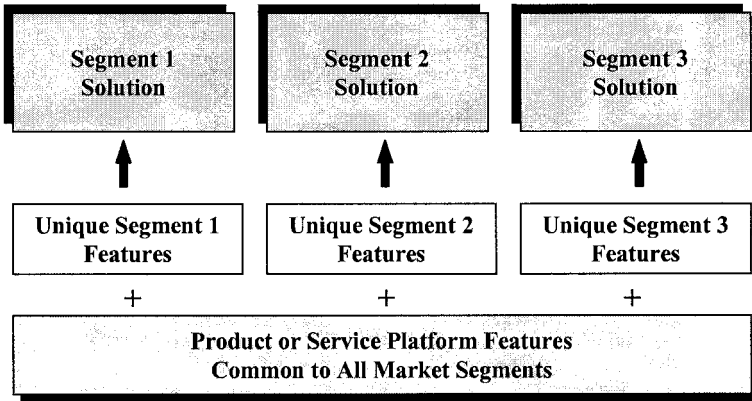 Segment 1
Solution
Segment 2
Solution
Segment 3
Solution
Unique Segment 1
Features
Unique Segment 2
Features
Unique Segment 3
Features
+
+
+
Product or Service Platform Features
Common to All Market Segments